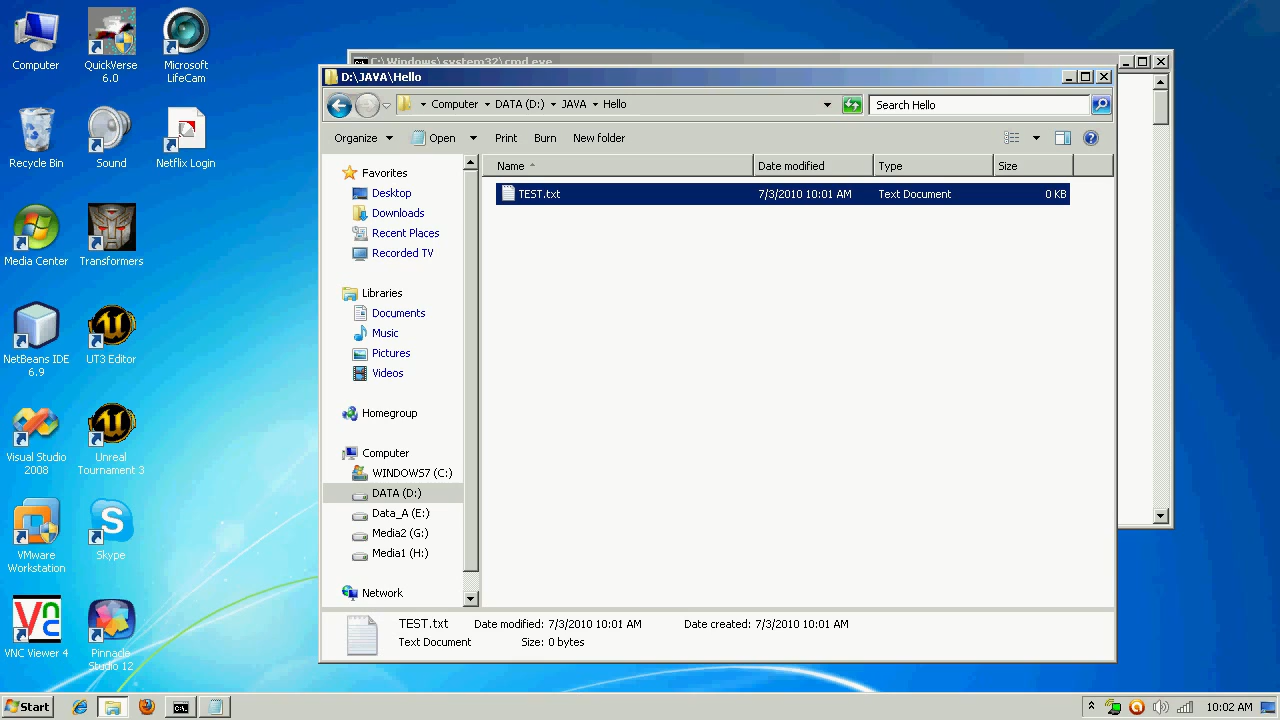 Computer
QuickVerse 6.0
Microsoft LifeCam
Recycle Bin
Sound
Netflix Login
Media Center
Transformers
NetBeans IDE 6.9
UT3 Editor
Visual Studio 2008
Unreal Tournament 3
VMware Workstation
Skype
VNC Viewer 4
Pinnacle Studio 12
C:\Windows\system32\cmd.exe
D:\JAVA\Hello
Computer DATA (D:) JAVA Hello
Search Hello
Organize Open Print Burn New folder
Name Date modified Type Size
TEST.txt 7/3/2010 10:01 AM Text Document 0 KB
Favorites
Desktop
Downloads
Recent Places
Recorded TV
Libraries
Documents
Music
Pictures
Videos
Homegroup
Computer
WINDOWS7 (C:)
DATA (D:)
Data_A (E:)
Media2 (G:)
Media1 (H:)
Network
TEST.txt Date modified: 7/3/2010 10:01 AM Date created: 7/3/2010 10:01 AM
Text Document Size: 0 bytes
Start
10:02 AM